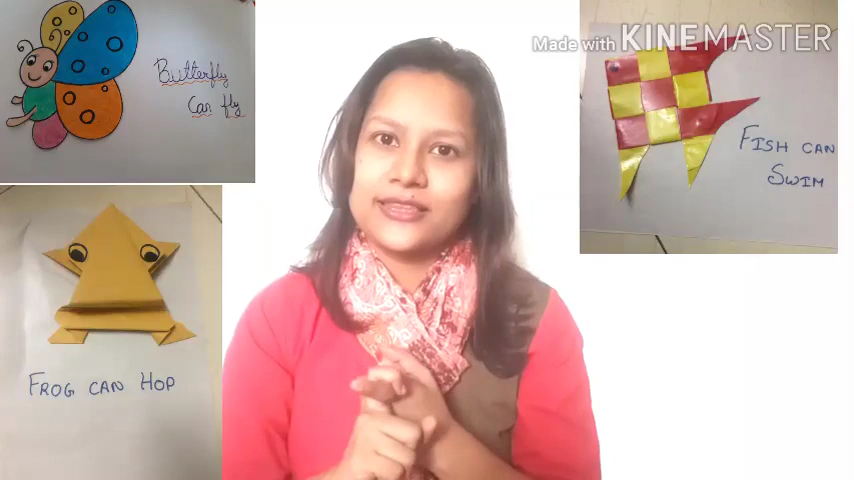 Butterfly
Can fly
Made with KINEMASTER
FISH CAN
SWIM
FROG CAN HOP